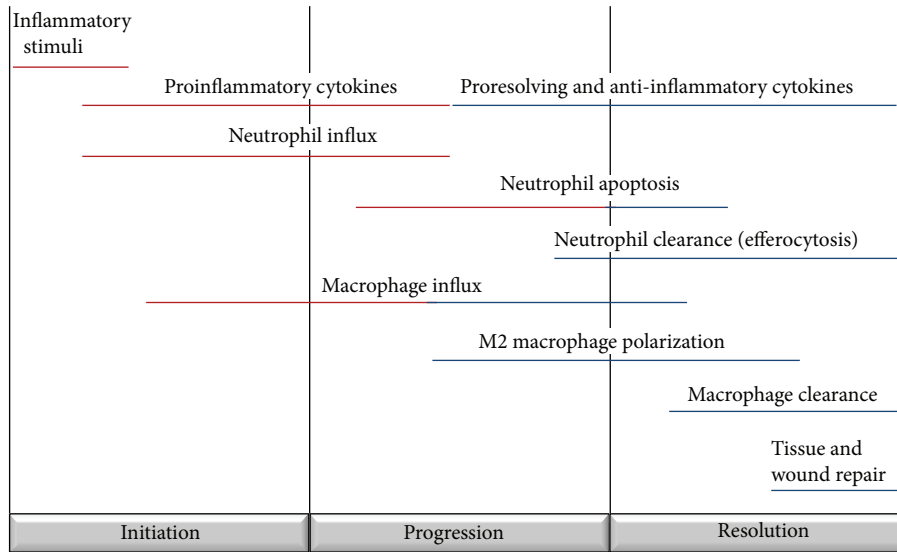 Inflammatory
stimuli
Proinflammatory cytokines
Proresolving and anti-inflammatory cytokines
Neutrophil influx
Neutrophil apoptosis
Neutrophil clearance (efferocytosis)
Macrophage influx
M2 macrophage polarization
Macrophage clearance
Tissue and
wound repair
Initiation
Progression
Resolution